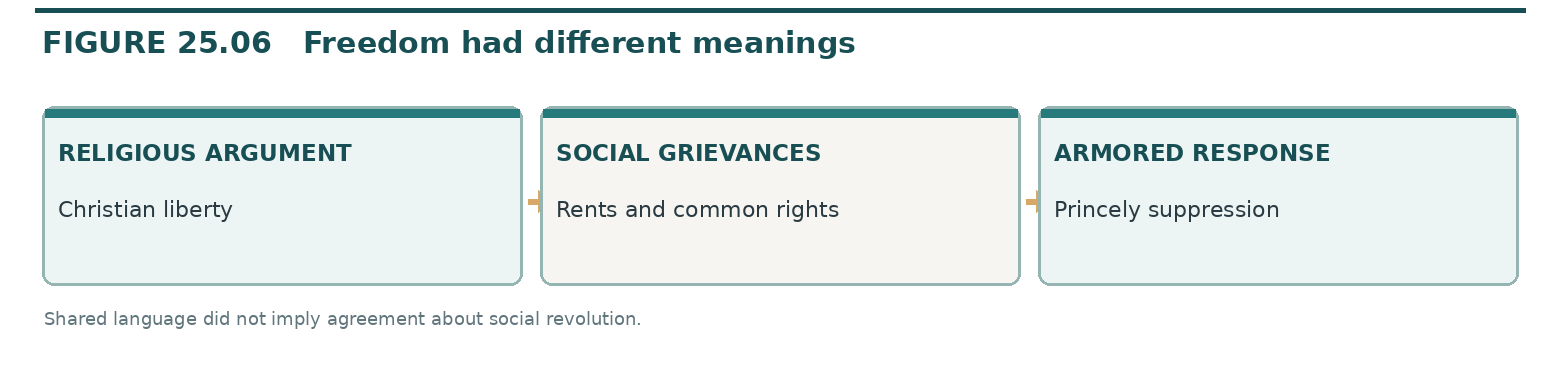 FIGURE 25.06 Freedom had different meanings
RELIGIOUS ARGUMENT
Christian liberty
SOCIAL GRIEVANCES
Rents and common rights
ARMORED RESPONSE
Princely suppression
Shared language did not imply agreement about social revolution.